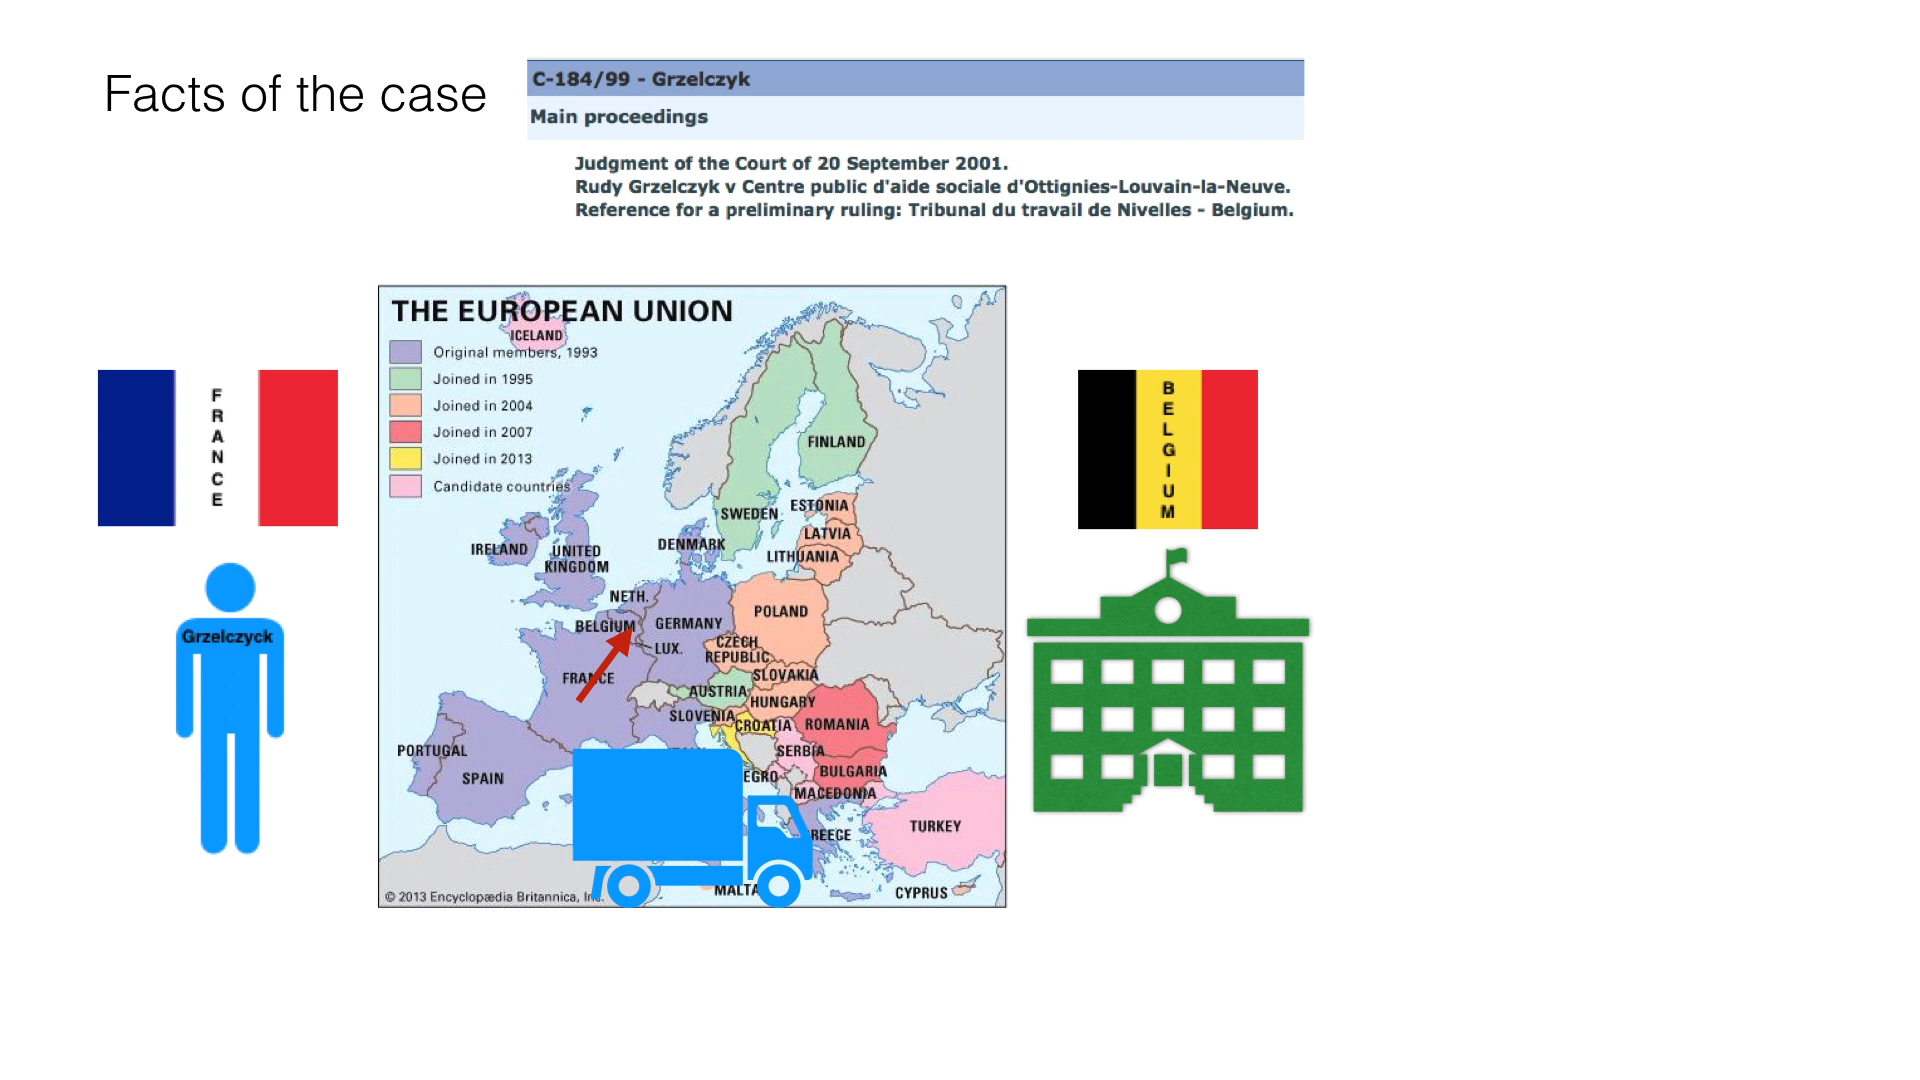 Facts of the case
C-184/99 - Grzelczyk
Main proceedings
Judgment of the Court of 20 September 2001.
Rudy Grzelczyk v Centre public d'aide sociale d'Ottignies-Louvain-la-Neuve.
Reference for a preliminary ruling: Tribunal du travail de Nivelles - Belgium.
THE EUROPEAN UNION
ICELAND
Original members, 1993
Joined in 1995
Joined in 2004
Joined in 2007
Joined in 2013
Candidate countries
FINLAND
SWEDEN
ESTONIA
LATVIA
LITHUANIA
DENMARK
IRELAND
UNITED
KINGDOM
NETH.
BELGIUM
GERMANY
POLAND
LUX.
CZECH
REPUBLIC
FRANCE
SLOVAKIA
AUSTRIA
HUNGARY
SLOVENIA
CROATIA
ROMANIA
PORTUGAL
SPAIN
SERBIA
EGRO
BULGARIA
MACEDONIA
REECE
TURKEY
MALTA
CYPRUS
© 2013 Encyclopædia Britannica, Inc.
FRANCE
Grzelczyck
BELGIUM